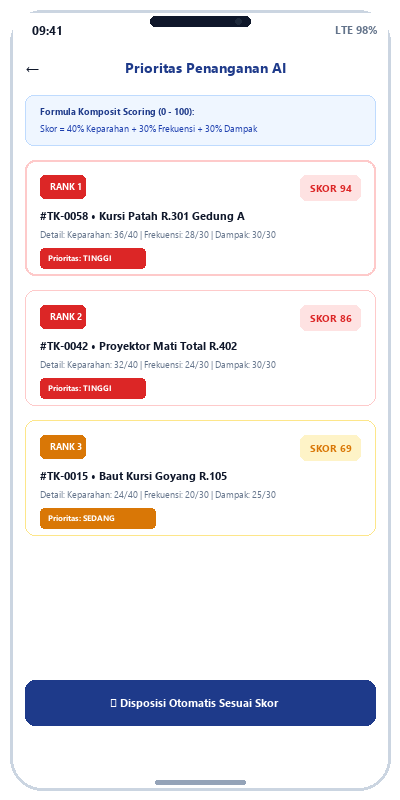 09:41
LTE 98%
← Prioritas Penanganan AI
Formula Komposit Scoring (0 - 100):
Skor = 40% Keparahan + 30% Frekuensi + 30% Dampak
RANK 1
SKOR 94
#TK-0058 • Kursi Patah R.301 Gedung A
Detail: Keparahan: 36/40 | Frekuensi: 28/30 | Dampak: 30/30
Prioritas: TINGGI
RANK 2
SKOR 86
#TK-0042 • Proyektor Mati Total R.402
Detail: Keparahan: 32/40 | Frekuensi: 24/30 | Dampak: 30/30
Prioritas: TINGGI
RANK 3
SKOR 69
#TK-0015 • Baut Kursi Goyang R.105
Detail: Keparahan: 24/40 | Frekuensi: 20/30 | Dampak: 25/30
Prioritas: SEDANG
Disposisi Otomatis Sesuai Skor